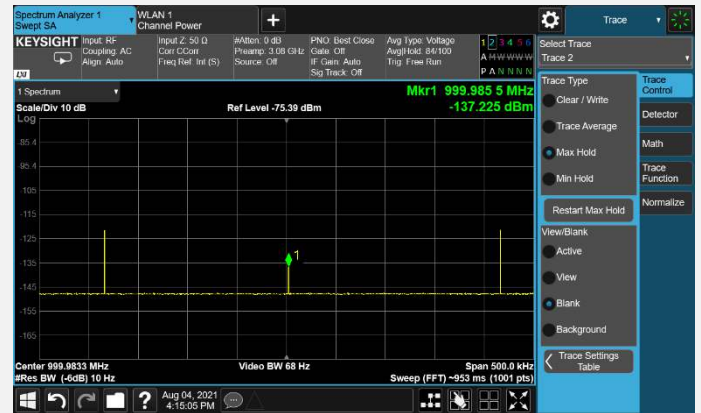 Spectrum Analyzer 1
Swept SA
WLAN 1
Channel Power
Trace
KEYSIGHT
LXI
Input: RF
Coupling: AC
Align: Auto
Input Z: 50 Ω
Corr CCorr
Freq Ref: Int (S)
#Atten: 0 dB
Preamp: 3.08 GHz
Source: Off
PNO: Best Close
Gate: Off
IF Gain: Auto
Sig Track: Off
Avg Type: Voltage
Avg|Hold: 84/100
Trig: Free Run
1 2 3 4 5 6
A M W W W W
P A N N N N
Select Trace
Trace 2
1 Spectrum
Scale/Div 10 dB
Log
Ref Level -75.39 dBm
Mkr1 999.985 5 MHz
-137.225 dBm
-85.4
-95.4
-105
-115
-125
-135
-145
-155
-165
1
Center 999.9833 MHz
#Res BW (-6dB) 10 Hz
Video BW 68 Hz
Span 500.0 kHz
Sweep (FFT) ~953 ms (1001 pts)
Trace Type
Clear / Write
Trace Average
Max Hold
Min Hold
Restart Max Hold
View/Blank
Active
View
Blank
Background
Trace Settings
Table
Trace
Control
Detector
Math
Trace
Function
Normalize
?
Aug 04, 2021
4:15:05 PM